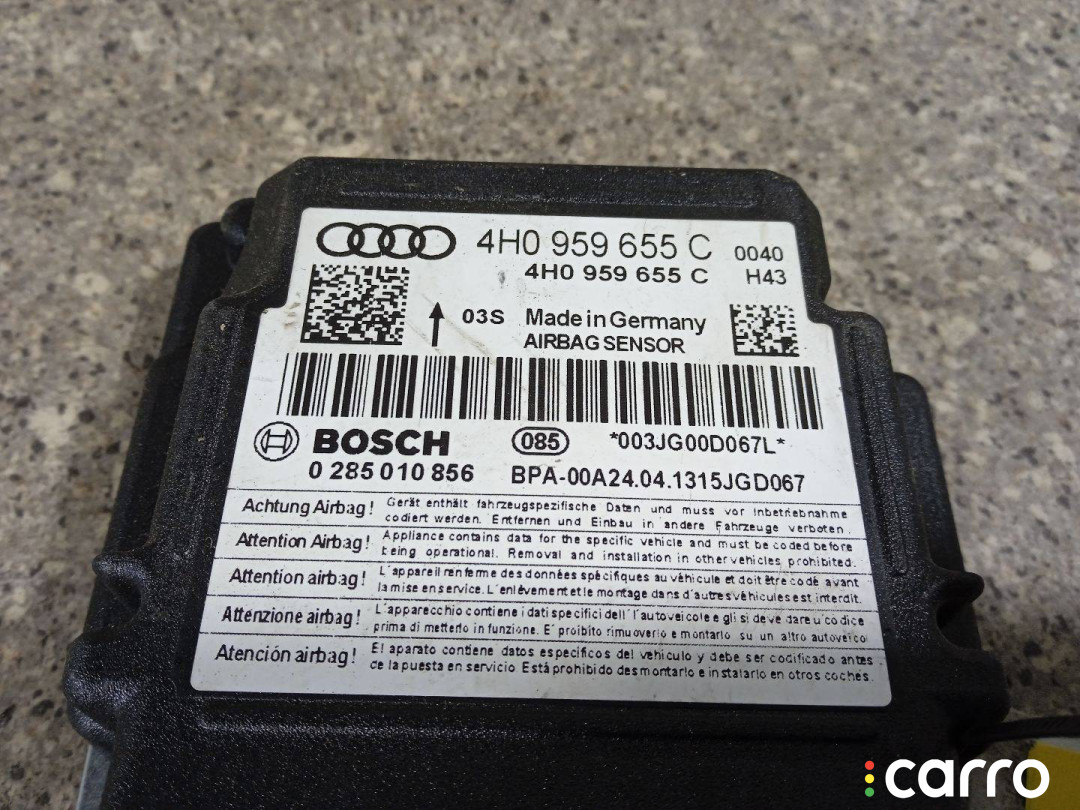 4H0 959 655 C 0040
4H0 959 655 C H43
03S Made in Germany
AIRBAG SENSOR
BOSCH 085 *003JG00D067L*
0 285 010 856 BPA-00A24.04.1315JGD067
Achtung Airbag! Gerät enthält fahrzeugspezifische Daten und muss vor Inbetriebnahme
codiert werden. Entfernen und Einbau in andere Fahrzeuge verboten.
Attention Airbag! Appliance contains data for the specific vehicle and must be coded before
being operational. Removal and installation in other vehicles prohibited.
Attention airbag! L'appareil renferme des données spécifiques au véhicule et doit être codé avant
la mise en service. L'enlèvement et le montage dans d'autres véhicules est interdit.
Attenzione airbag! L'apparecchio contiene i dati specifici dell'l'autoveicolo e gli si deve dare u codice
prima di metterlo in funzione. E' proibito rimuoverlo e montarlo su un altro autoveico
Atención airbag! El aparato contiene datos específicos del vehículo y debe ser codificado antes
de la puesta en servicio Está prohibido desmontarlo e instalarlo en otros coches.
carro